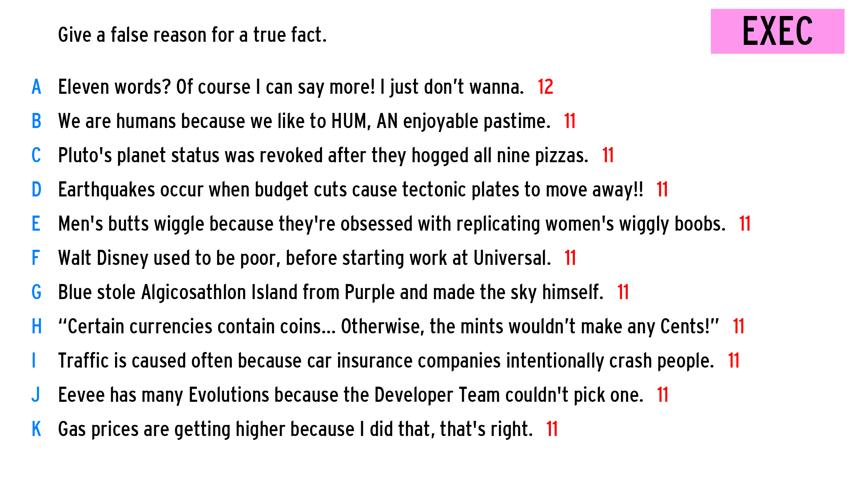 Give a false reason for a true fact.
EXEC
A Eleven words? Of course I can say more! I just don't wanna. 12
B We are humans because we like to HUM, AN enjoyable pastime. 11
C Pluto's planet status was revoked after they hogged all nine pizzas. 11
D Earthquakes occur when budget cuts cause tectonic plates to move away!! 11
E Men's butts wiggle because they're obsessed with replicating women's wiggly boobs. 11
F Walt Disney used to be poor, before starting work at Universal. 11
G Blue stole Algicosathlon Island from Purple and made the sky himself. 11
H “Certain currencies contain coins... Otherwise, the mints wouldn’t make any Cents!” 11
I Traffic is caused often because car insurance companies intentionally crash people. 11
J Eevee has many Evolutions because the Developer Team couldn't pick one. 11
K Gas prices are getting higher because I did that, that's right. 11